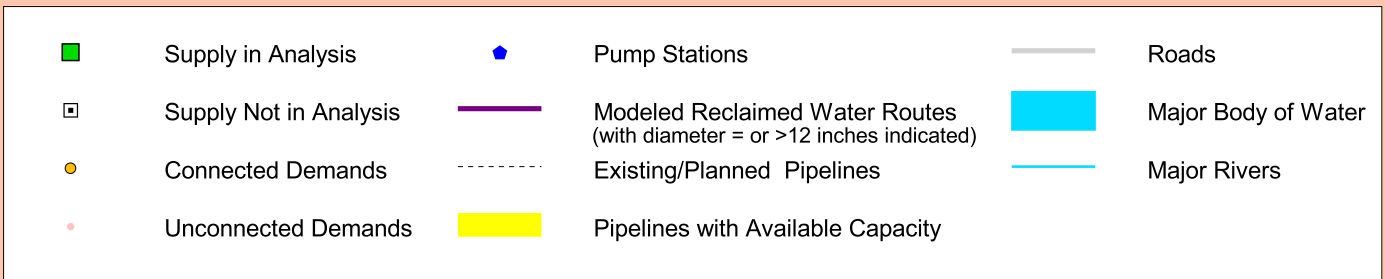 Supply in Analysis
Supply Not in Analysis
Connected Demands
Unconnected Demands
Pump Stations
Modeled Reclaimed Water Routes
(with diameter = or >12 inches indicated)
Existing/Planned Pipelines
Pipelines with Available Capacity
Roads
Major Body of Water
Major Rivers